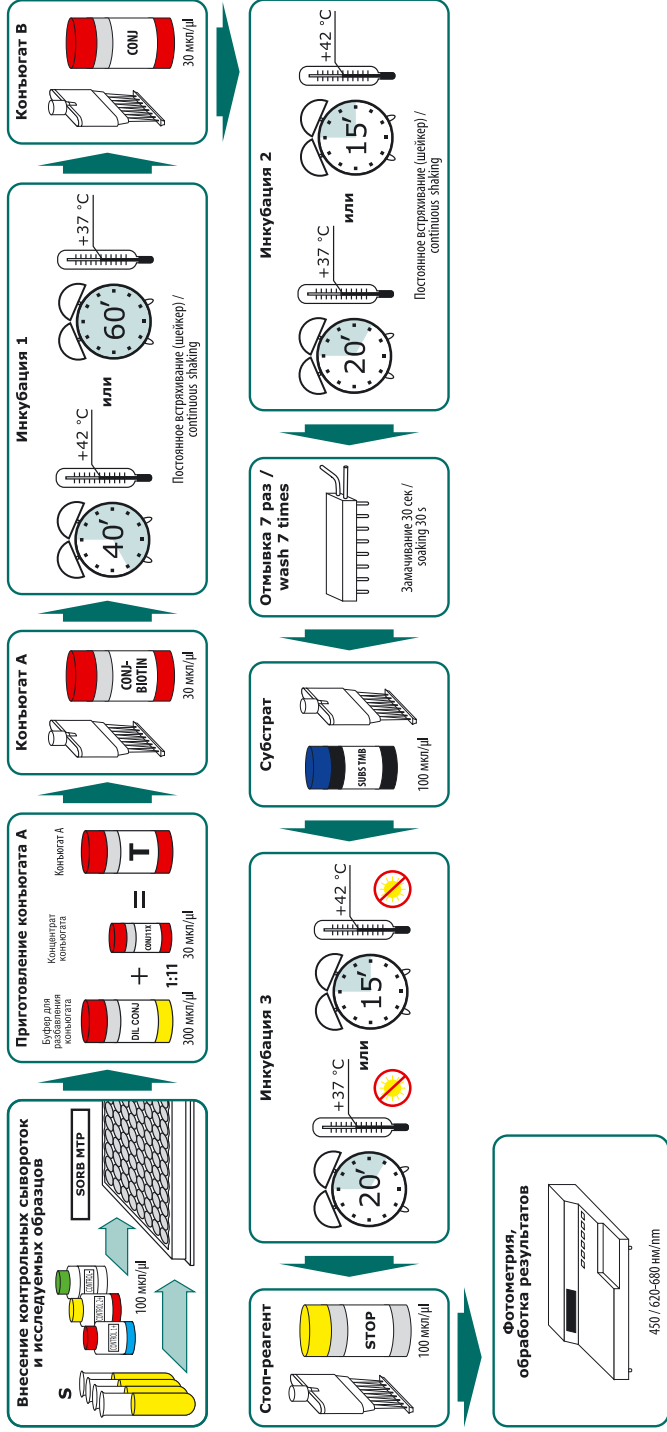 Внесение контрольных сывороток
и исследуемых образцов
S
CONTROL +
CONTROL +
CONTROL -
100 мкл/µl
SORB MTP
Приготовление конъюгата А
Буфер для
разбавления
конъюгата
DIL CONJ
300 мкл/µl
+
1:11
Концентрат
конъюгата
CONJ11X
30 мкл/µl
=
Конъюгат А
T
Конъюгат А
CONJ-
BIOTIN
30 мкл/µl
Инкубация 1
40′
+42 °C
или
60′
+37 °C
Постоянное встряхивание (шейкер) /
continuous shaking
Конъюгат В
CONJ
30 мкл/µl
Инкубация 2
20′
+37 °C
или
15′
+42 °C
Постоянное встряхивание (шейкер) /
continuous shaking
Отмывка 7 раз /
wash 7 times
Замачивание 30 сек /
soaking 30 s
Субстрат
SUBS TMB
100 мкл/µl
Инкубация 3
20′
+37 °C
или
15′
+42 °C
Стоп-реагент
STOP
100 мкл/µl
Фотометрия,
обработка результатов
450 / 620-680 нм/nm